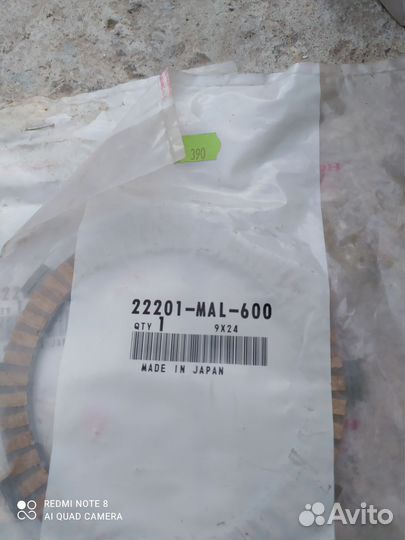 390
22201-MAL-600
QTY 1 9X24
MADE IN JAPAN
REDMI NOTE 8
AI QUAD CAMERA
Avito